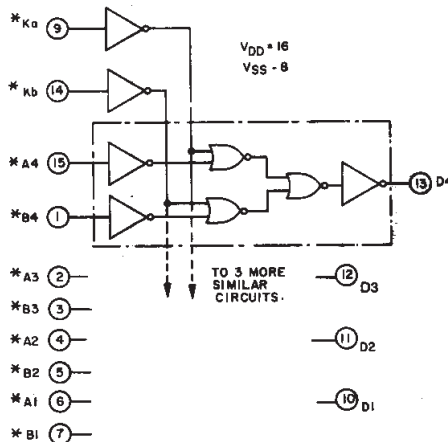 *Ka 9
VDD = 16
VSS - 8
*Kb 14
*A4 15
13 D4
*B4 1
*A3 2
TO 3 MORE
SIMILAR
CIRCUITS.
12 D3
*B3 3
*A2 4
11 D2
*B2 5
*A1 6
10 D1
*B1 7